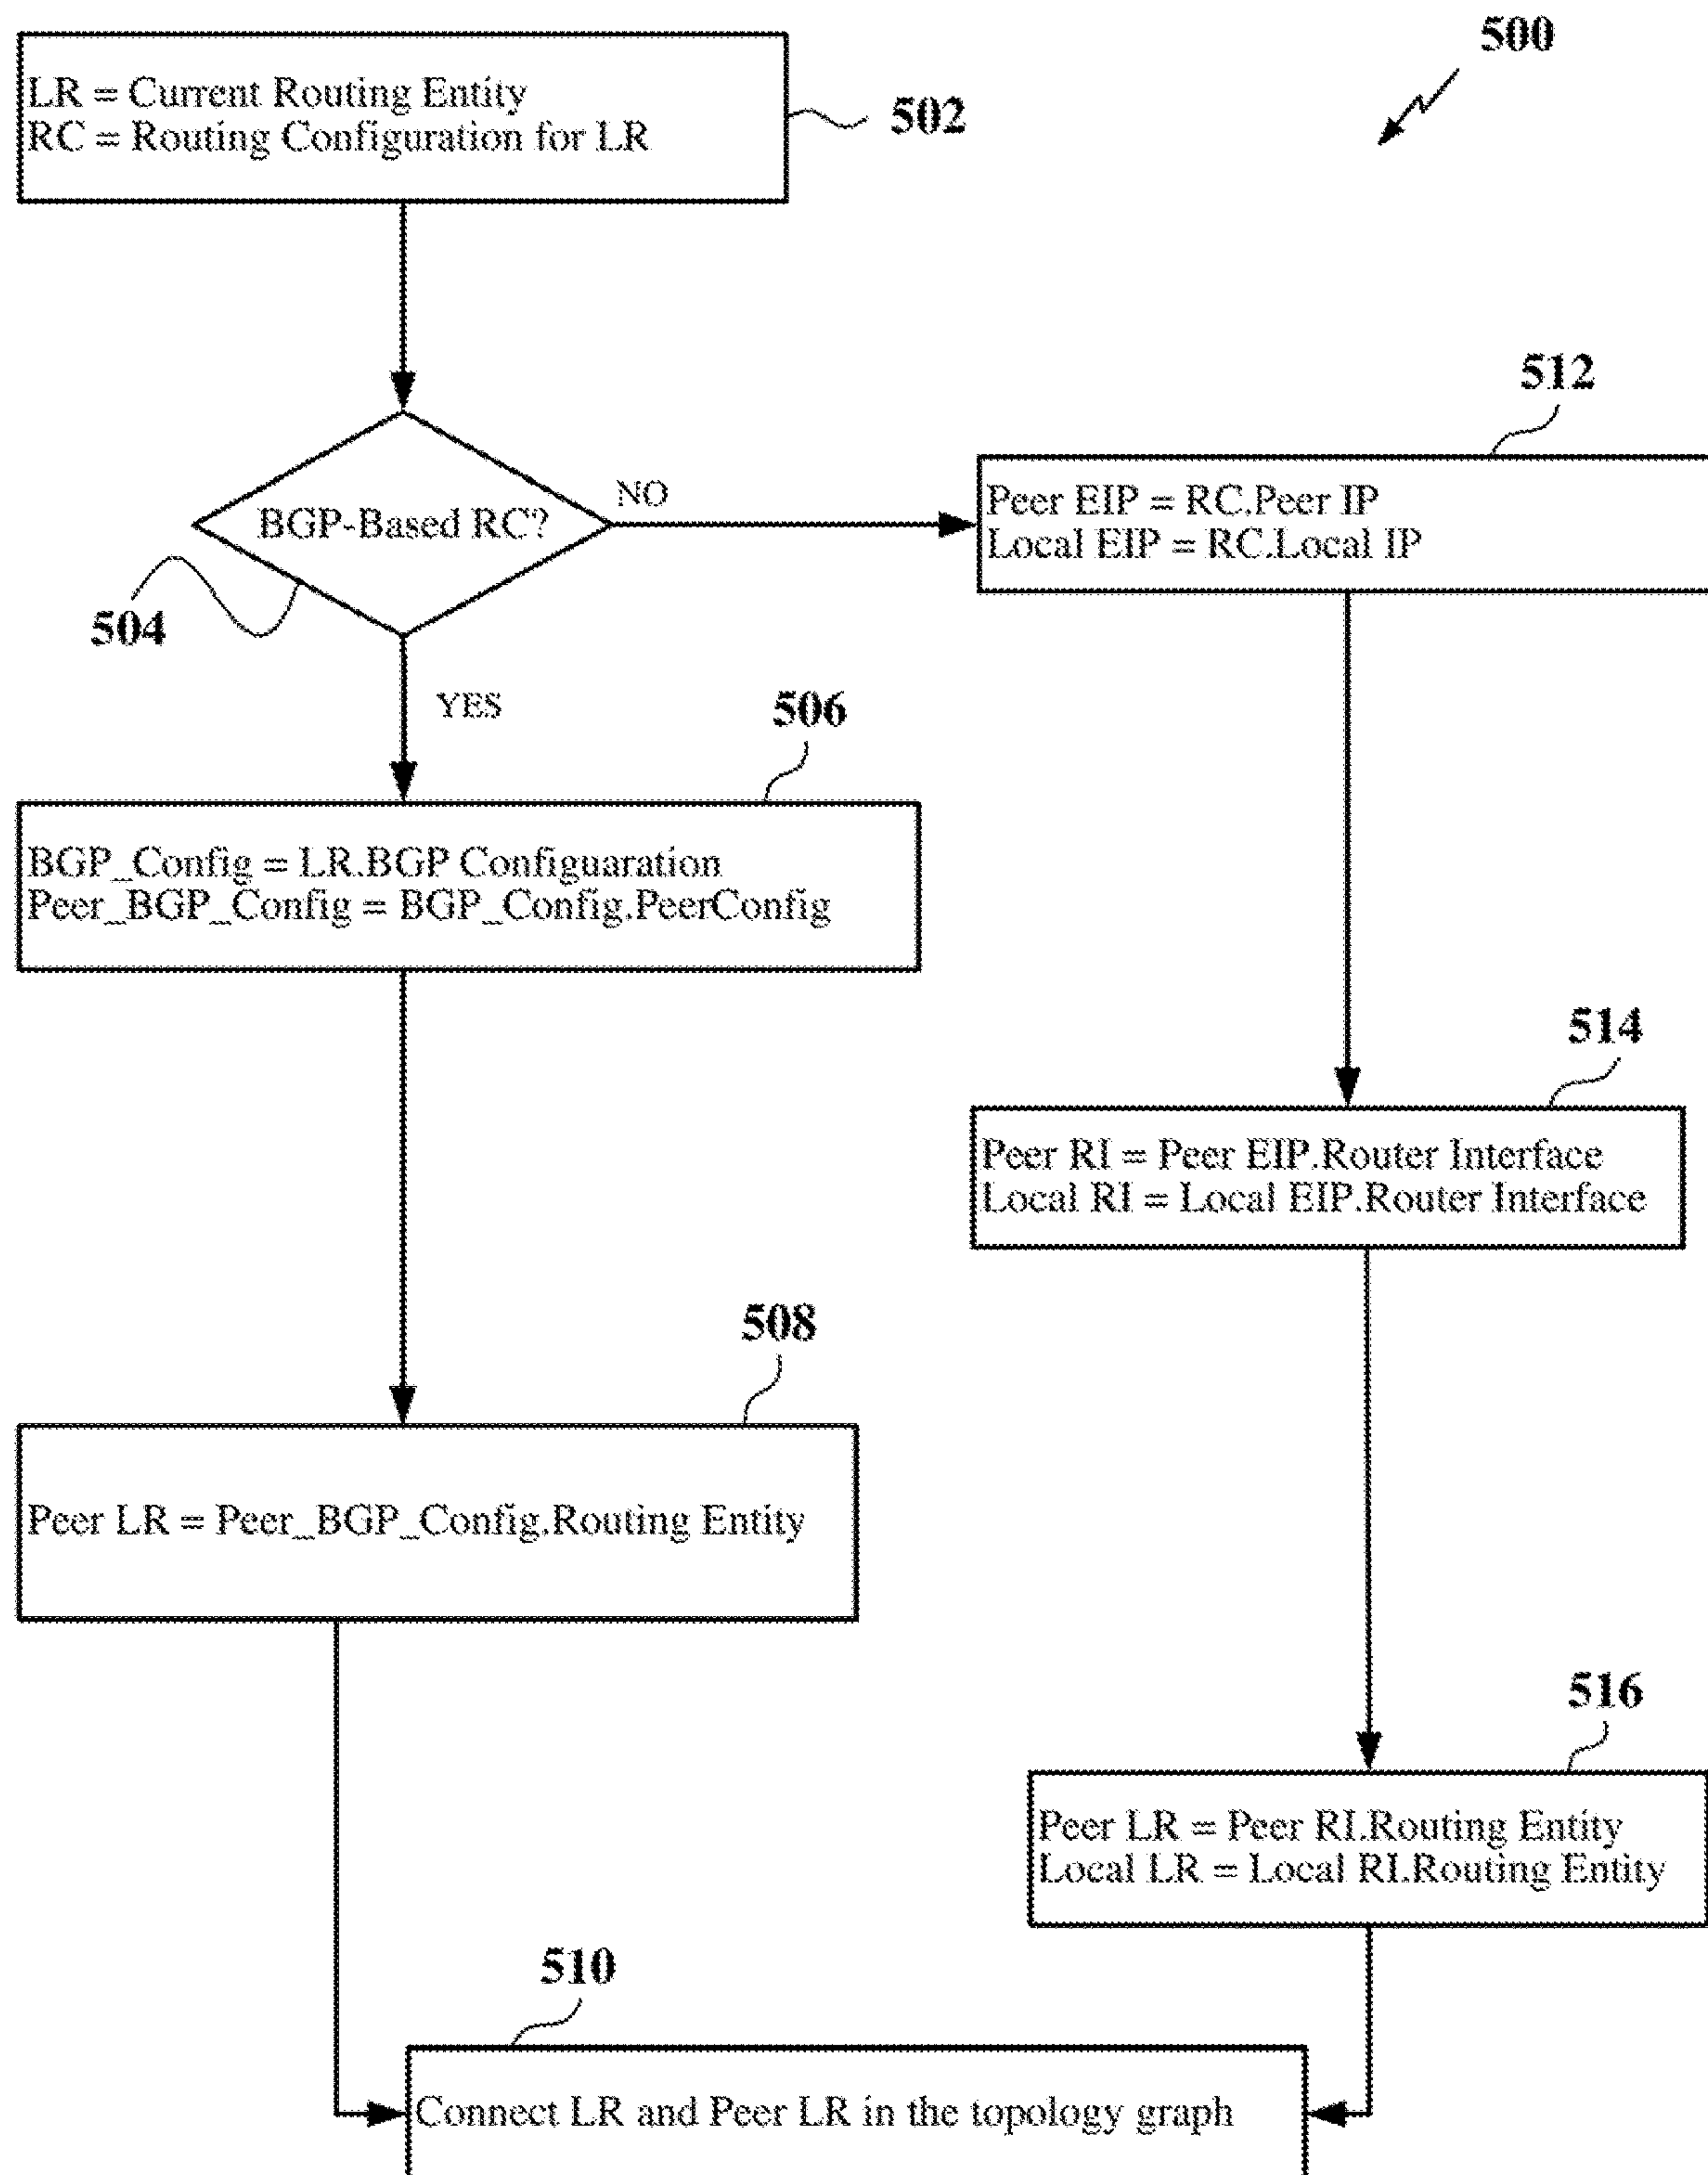 500
LR = Current Routing Entity
RC = Routing Configuration for LR
502
BGP-Based RC?
NO
504
YES
512
Peer EIP = RC.Peer IP
Local EIP = RC.Local IP
506
BGP_Config = LR.BGP Configuaration
Peer_BGP_Config = BGP_Config.PeerConfig
514
Peer RI = Peer EIP.Router Interface
Local RI = Local EIP.Router Interface
508
Peer LR = Peer_BGP_Config.Routing Entity
516
Peer LR = Peer RI.Routing Entity
Local LR = Local RI.Routing Entity
510
Connect LR and Peer LR in the topology graph